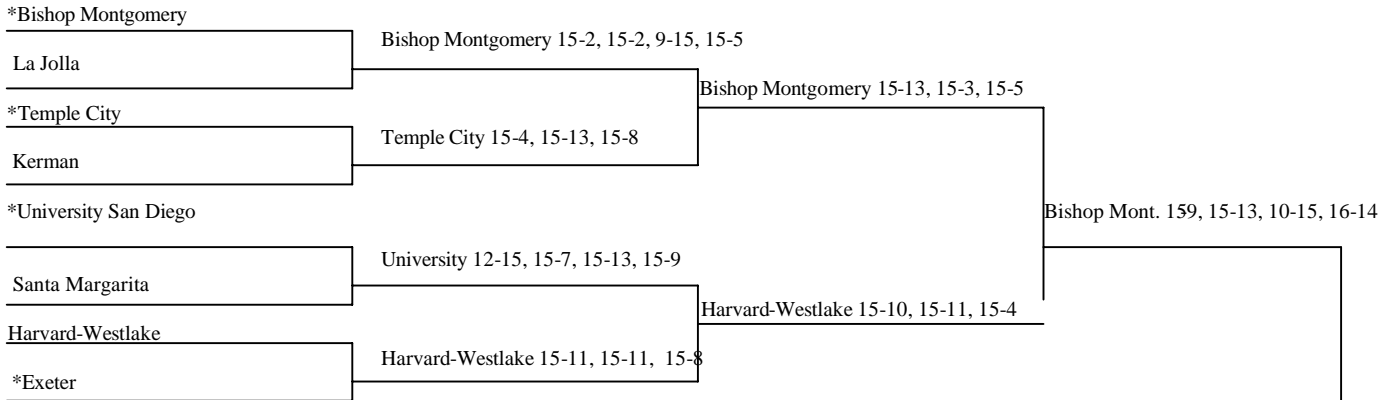 *Bishop Montgomery
Bishop Montgomery 15-2, 15-2, 9-15, 15-5
La Jolla
Bishop Montgomery 15-13, 15-3, 15-5
*Temple City
Temple City 15-4, 15-13, 15-8
Kerman
*University San Diego
Bishop Mont. 15-9, 15-13, 10-15, 16-14
University 12-15, 15-7, 15-13, 15-9
Santa Margarita
Harvard-Westlake 15-10, 15-11, 15-4
Harvard-Westlake
Harvard-Westlake 15-11, 15-11, 15-8
*Exeter